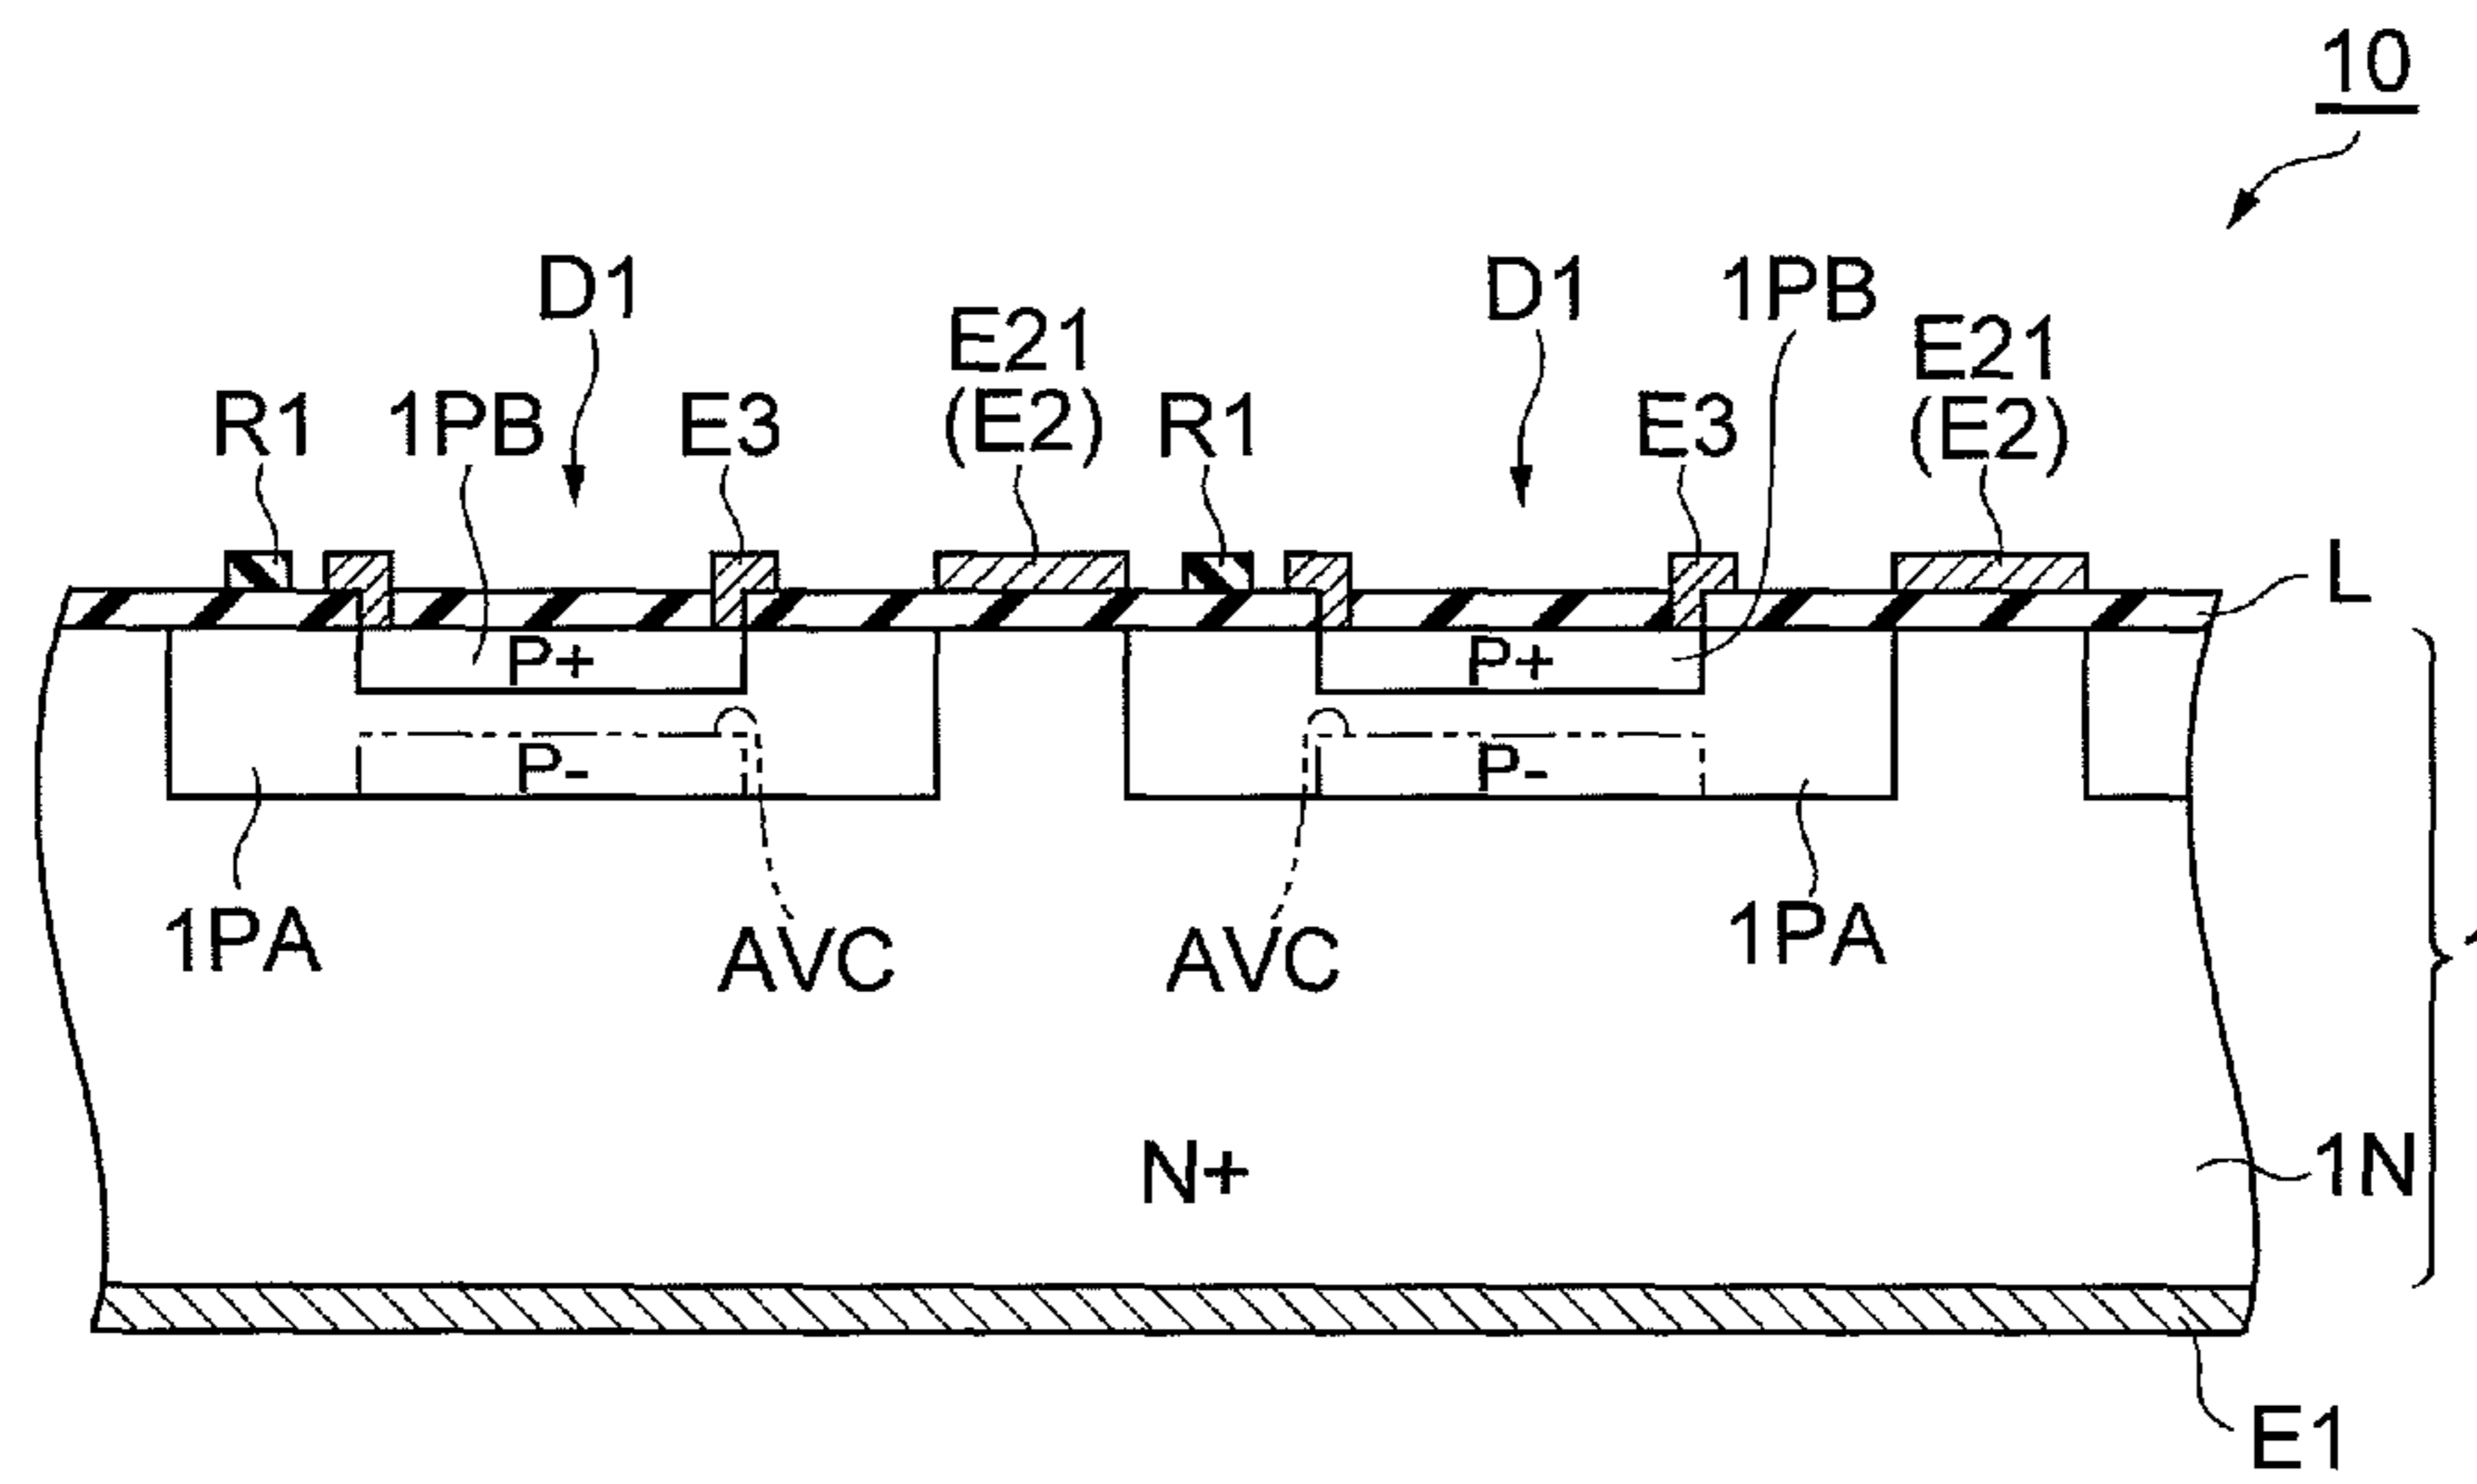 10
D1 D1 1PB
E21 E21
R1 1PB E3 (E2) R1 E3 (E2)
L
P+ P+
P- P-
1PA AVC AVC 1PA
N+ 1N
E1